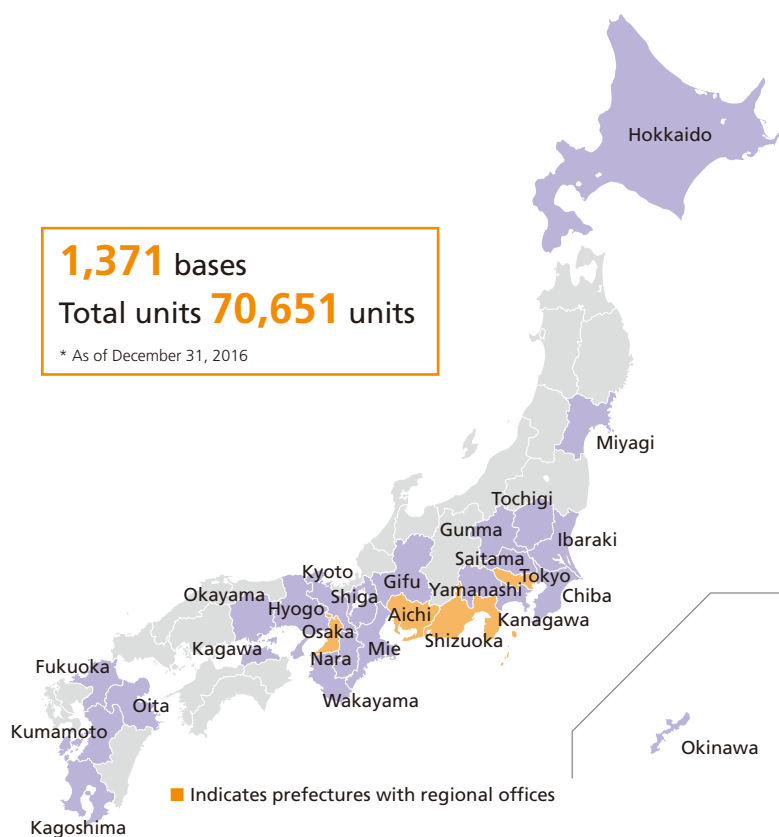 Hokkaido
1,371 bases
Total units 70,651 units
* As of December 31, 2016
Miyagi
Tochigi
Gunma
Ibaraki
Saitama
Kyoto
Gifu
Tokyo
Okayama
Shiga
Yamanashi
Chiba
Hyogo
Aichi
Kanagawa
Osaka
Shizuoka
Kagawa
Mie
Nara
Fukuoka
Wakayama
Oita
Kumamoto
Okinawa
Indicates prefectures with regional offices
Kagoshima